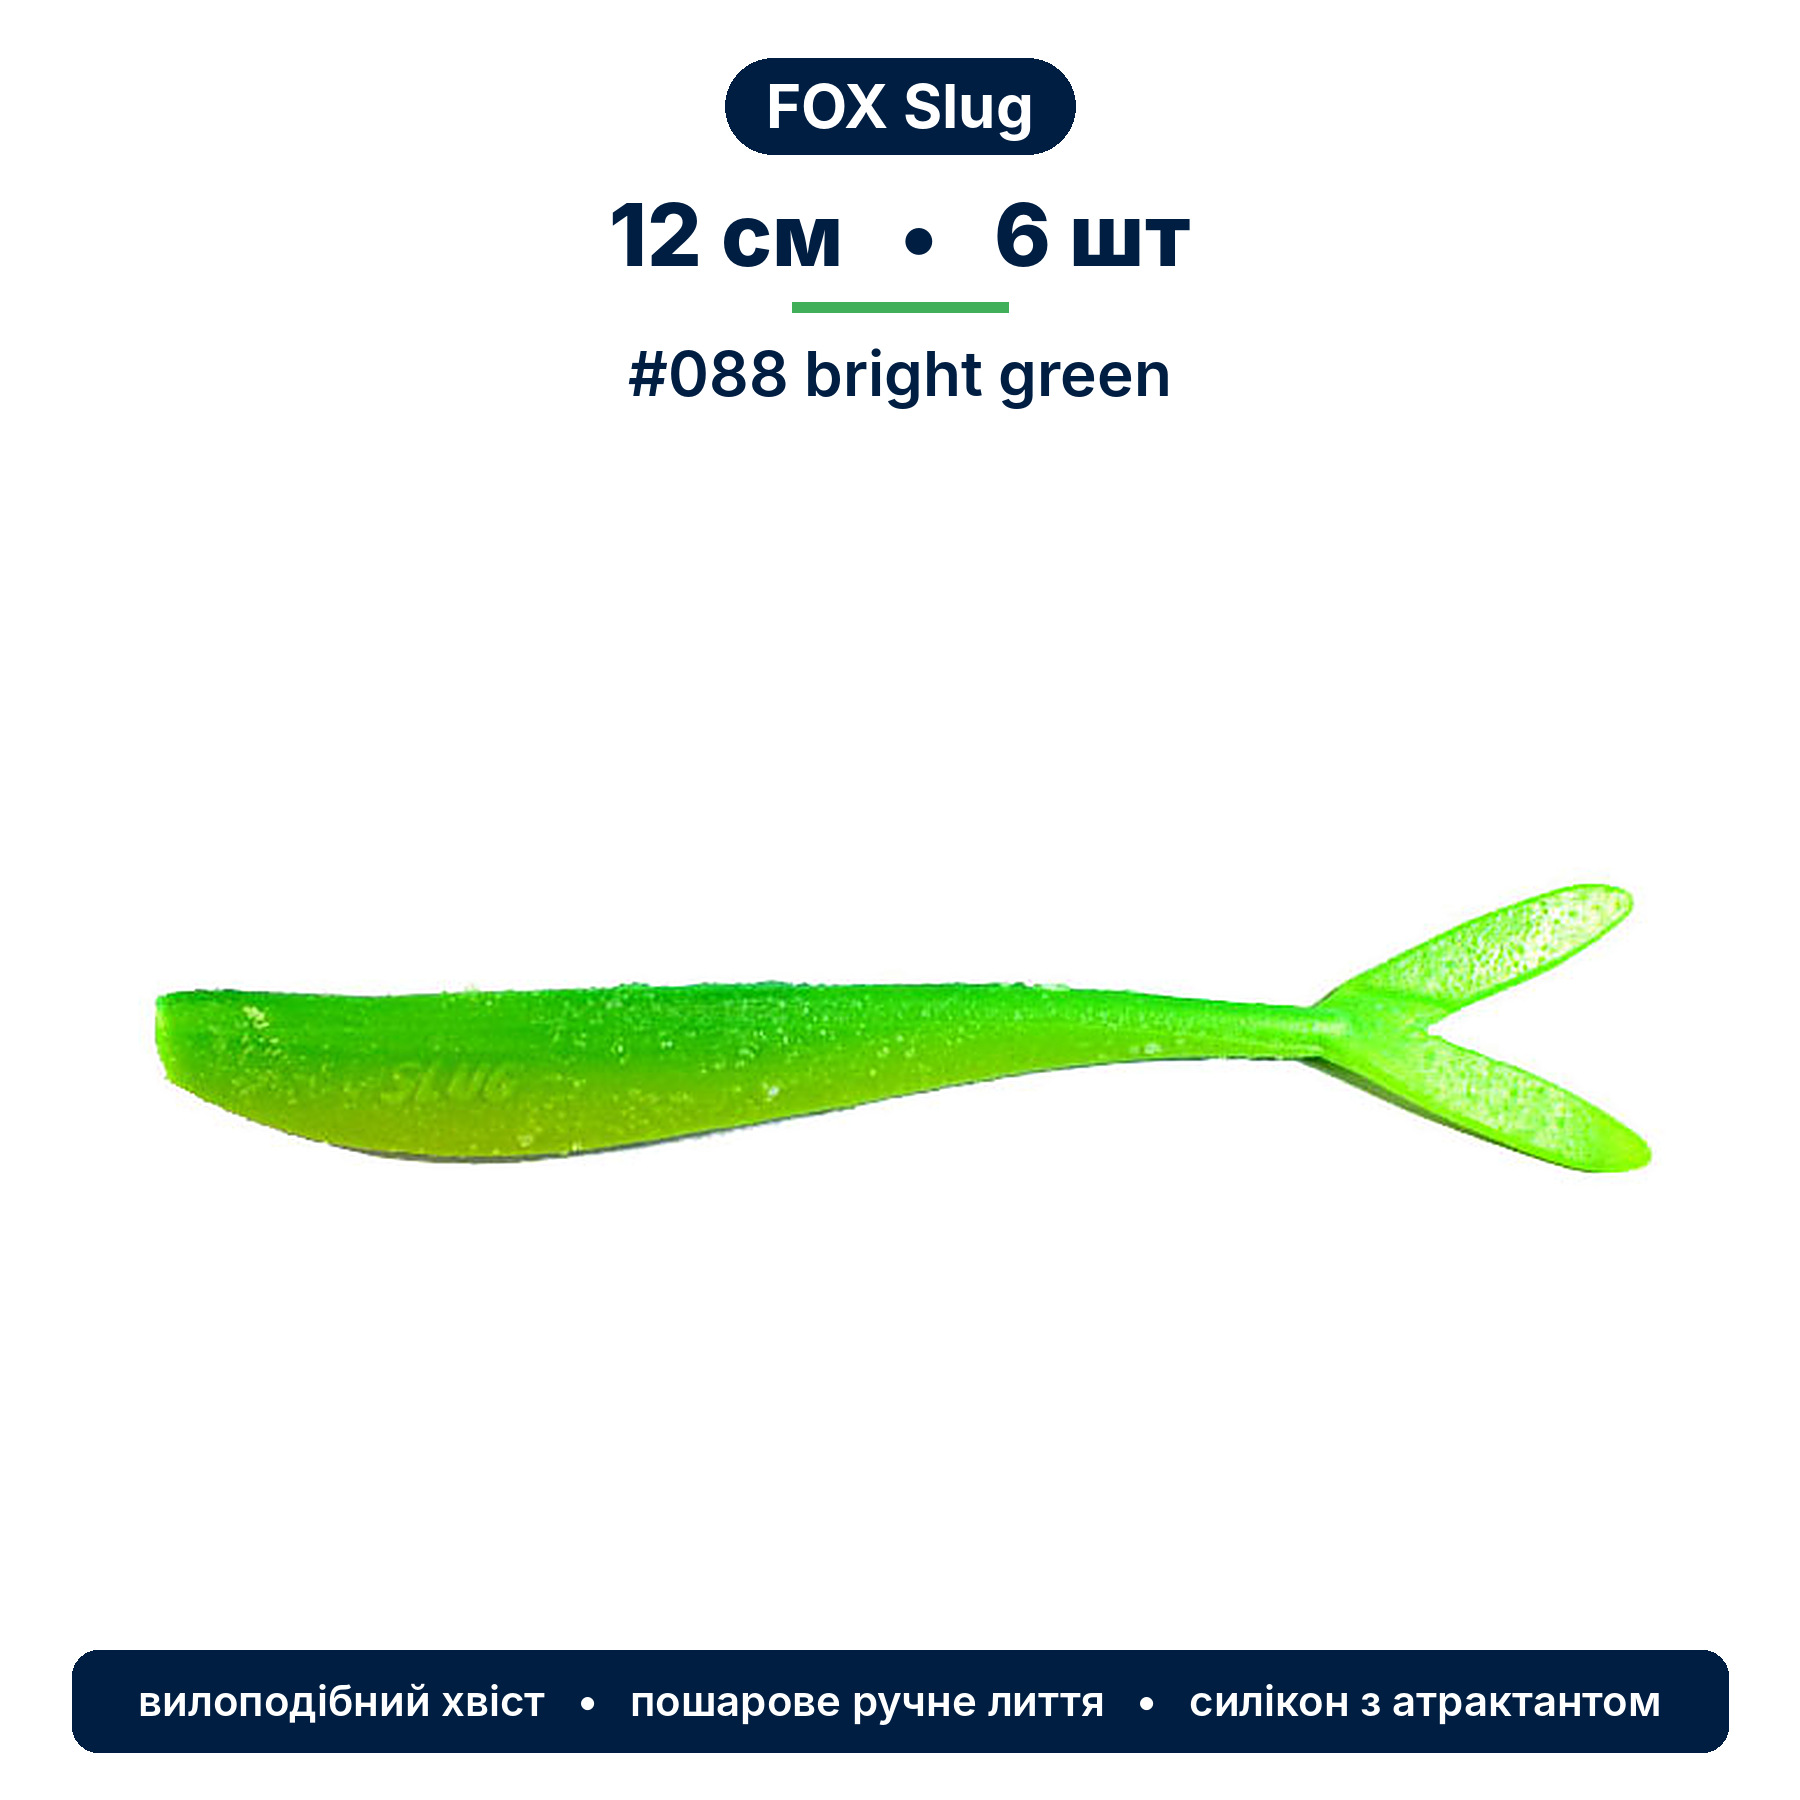 FOX Slug
12 см • 6 шт
#088 bright green
SLUG
вилоподібний хвіст • пошарове ручне лиття • силікон з атрактантом